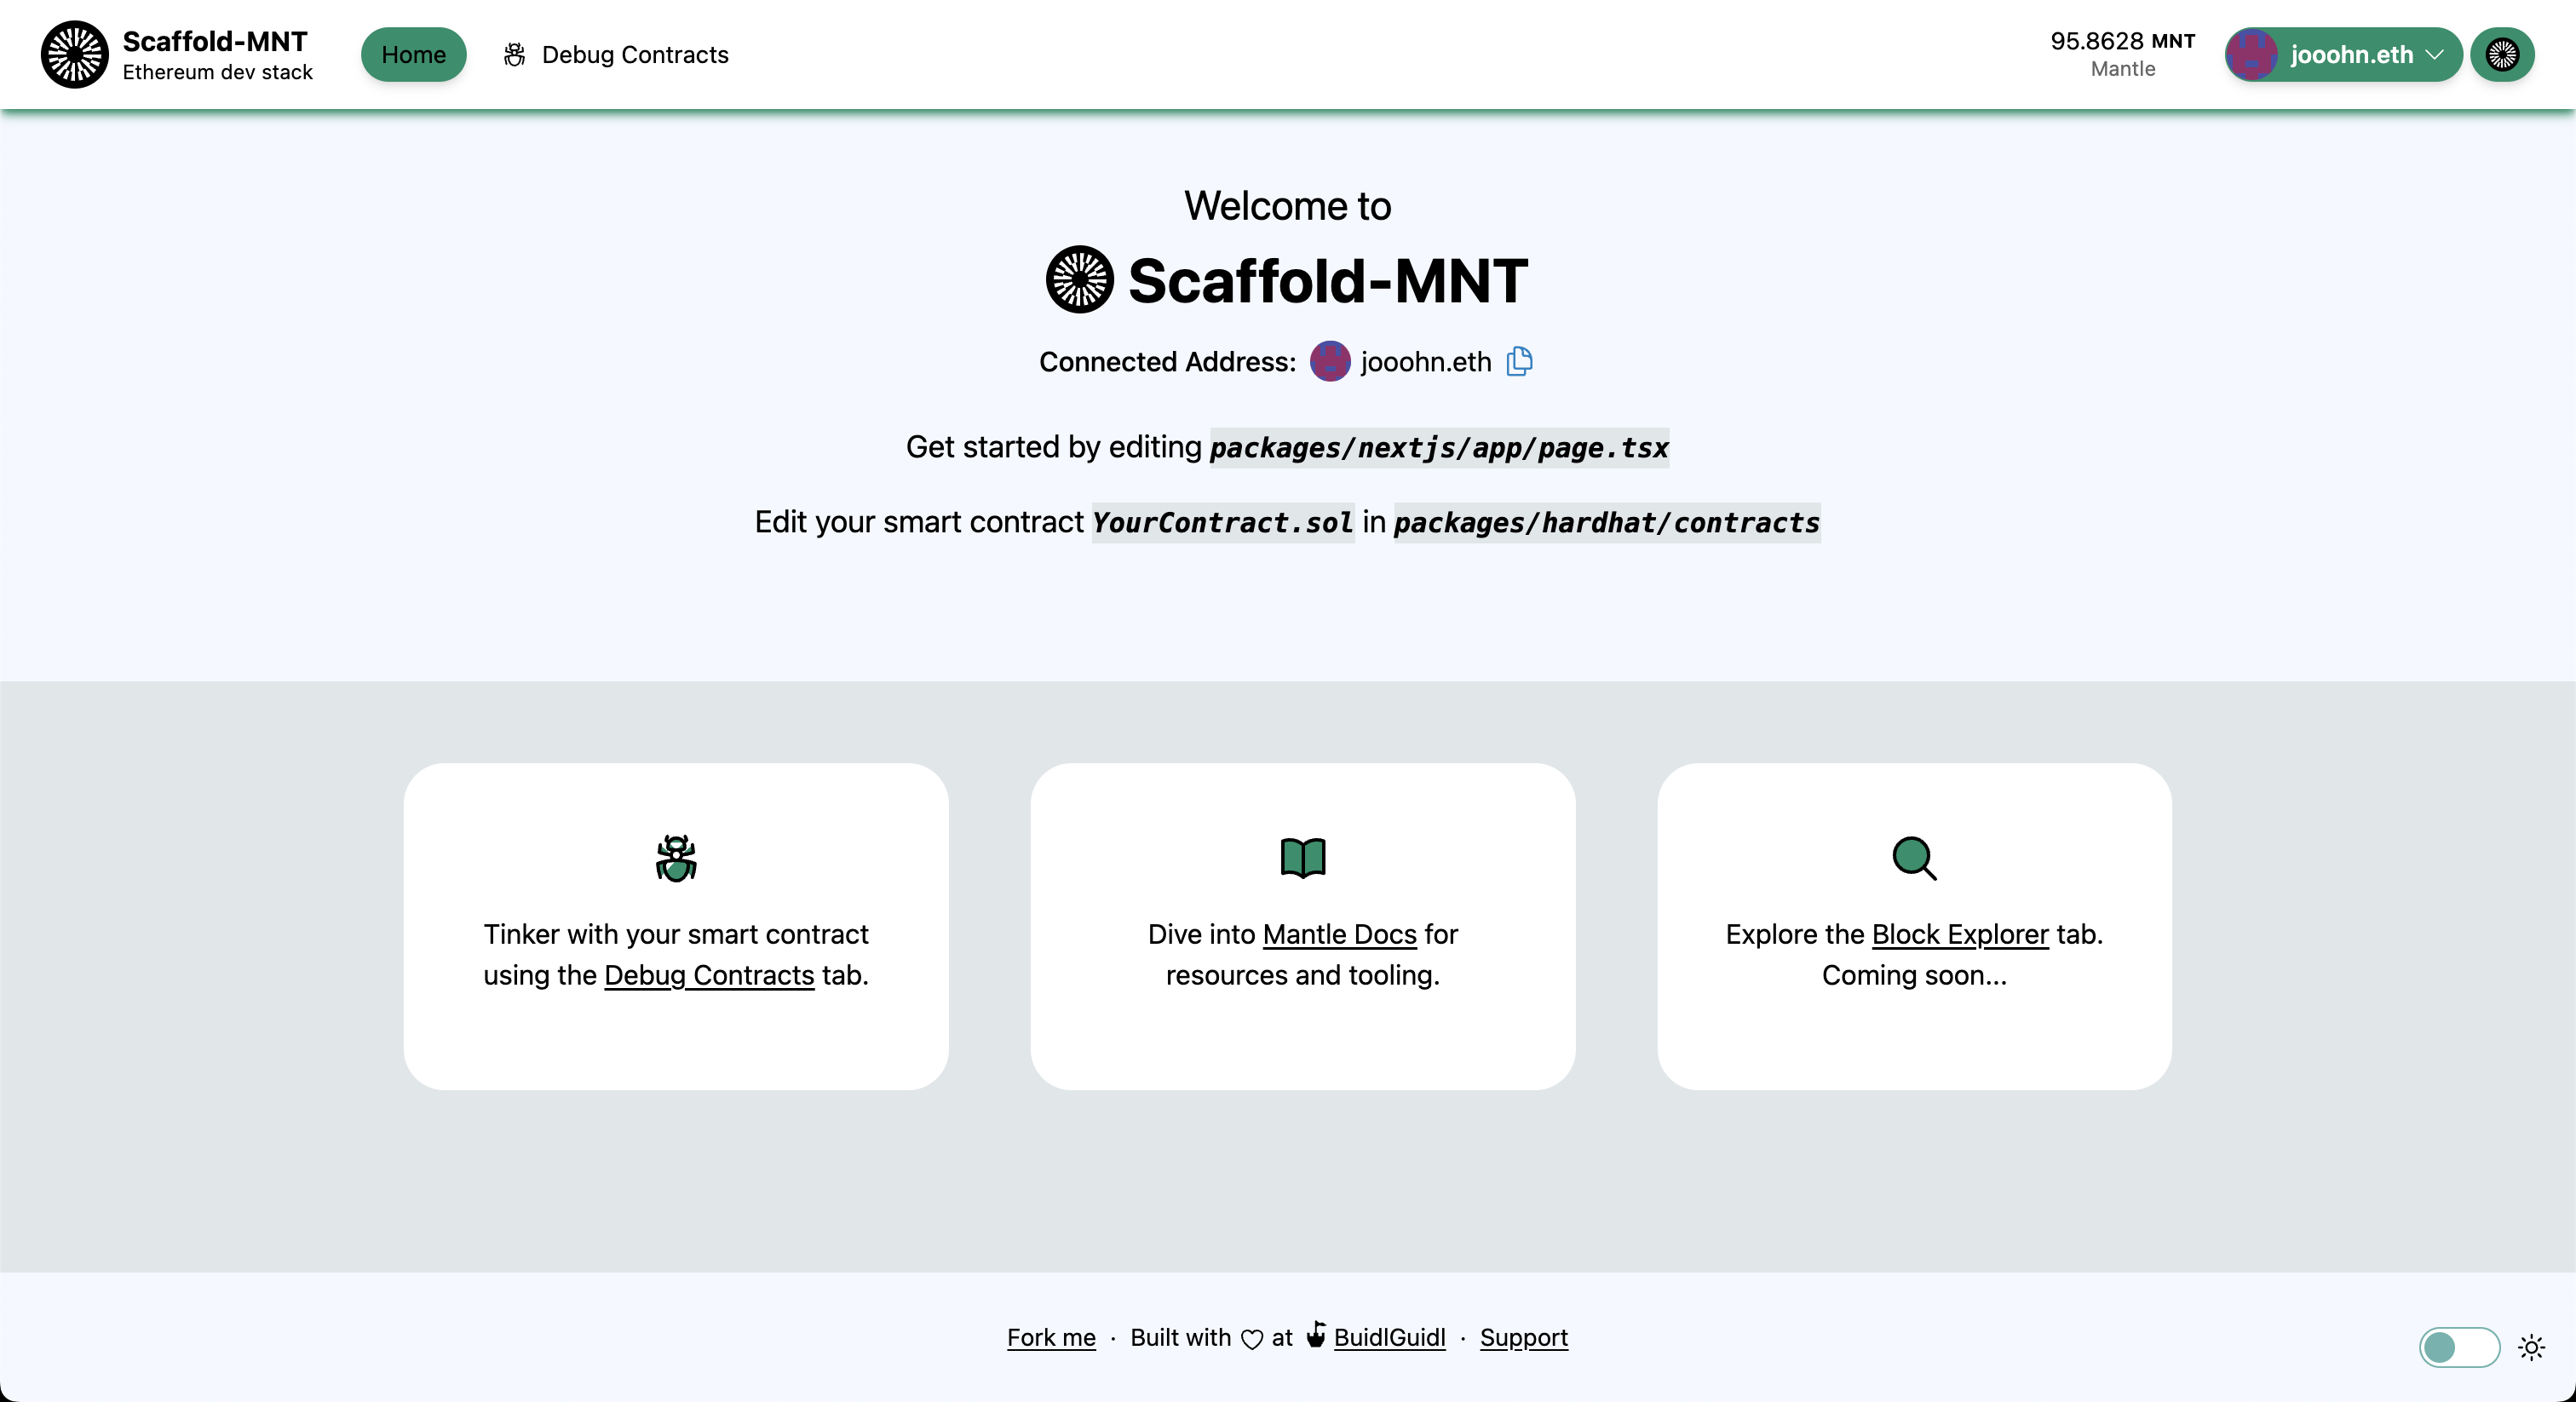 Scaffold-MNT
Ethereum dev stack
Home
Debug Contracts
95.8628 MNT
Mantle
jooohn.eth
Welcome to
Scaffold-MNT
Connected Address: jooohn.eth
Get started by editing packages/nextjs/app/page.tsx
Edit your smart contract YourContract.sol in packages/hardhat/contracts
Tinker with your smart contract
using the Debug Contracts tab.
Dive into Mantle Docs for
resources and tooling.
Explore the Block Explorer tab.
Coming soon...
Fork me · Built with at BuidlGuidl · Support